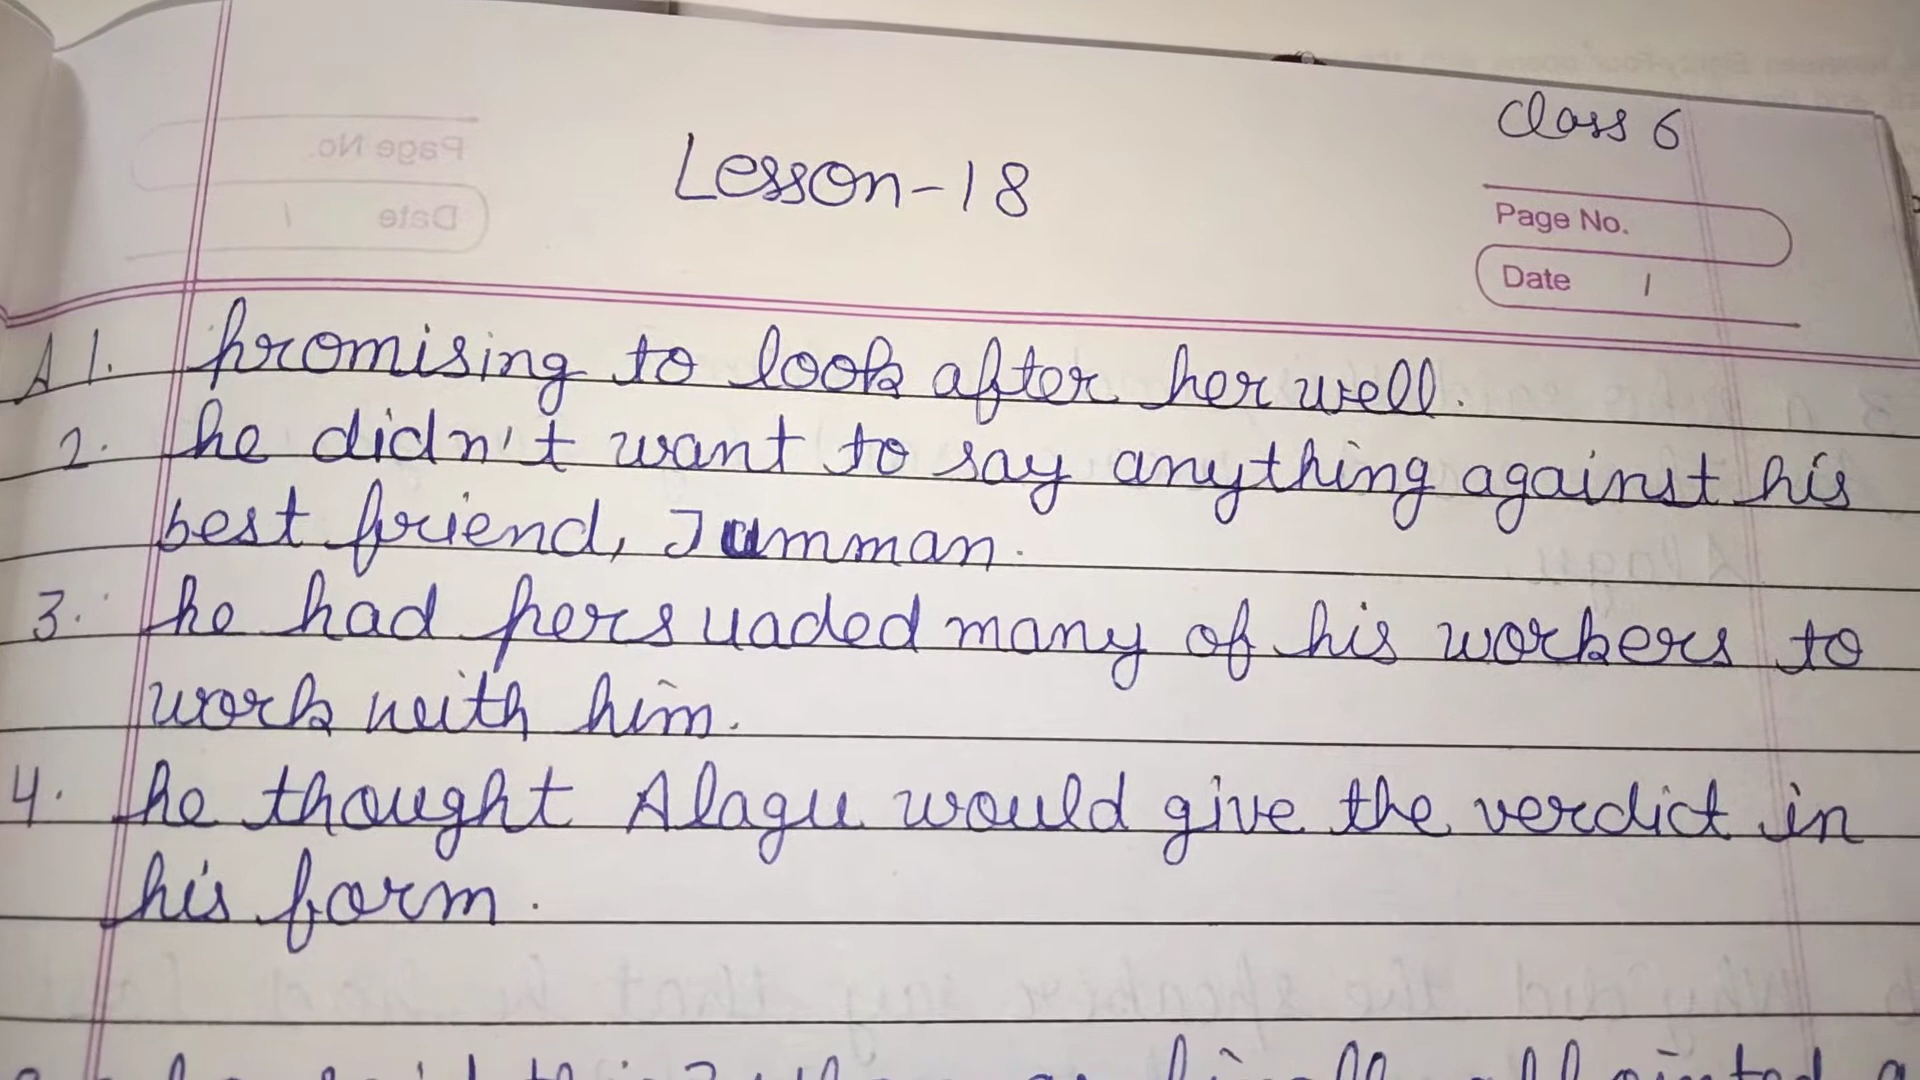 Class 6
Lesson-18
Page No.
Date /
A 1. promising to look after her well.
2. he didn't want to say anything against his
best friend, Jumman.
3. he had persuaded many of his workers to
work with him.
4. he thought Alagu would give the verdict in
his form.